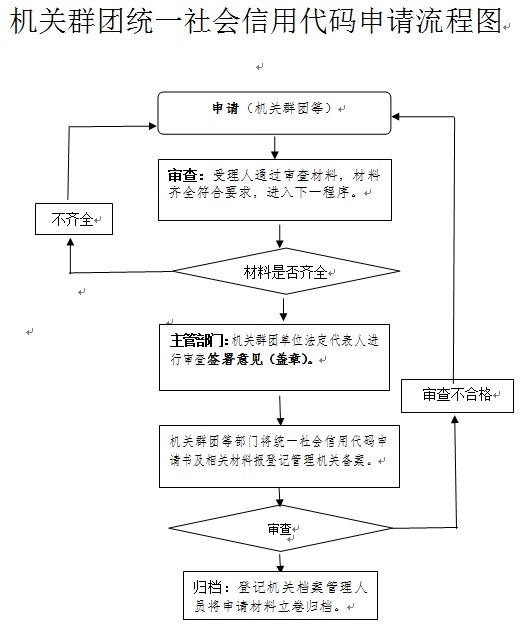 机关群团统一社会信用代码申请流程图
申请（机关群团等）
审查：受理人通过审查材料，材料
齐全符合要求，进入下一程序。
不齐全
材料是否齐全
主管部门：机关群团单位法定代表人进
行审查签署意见（盖章）。
审查不合格
机关群团等部门将统一社会信用代码申
请书及相关材料报登记管理机关备案。
审查
归档：登记机关档案管理人
员将申请材料立卷归档。